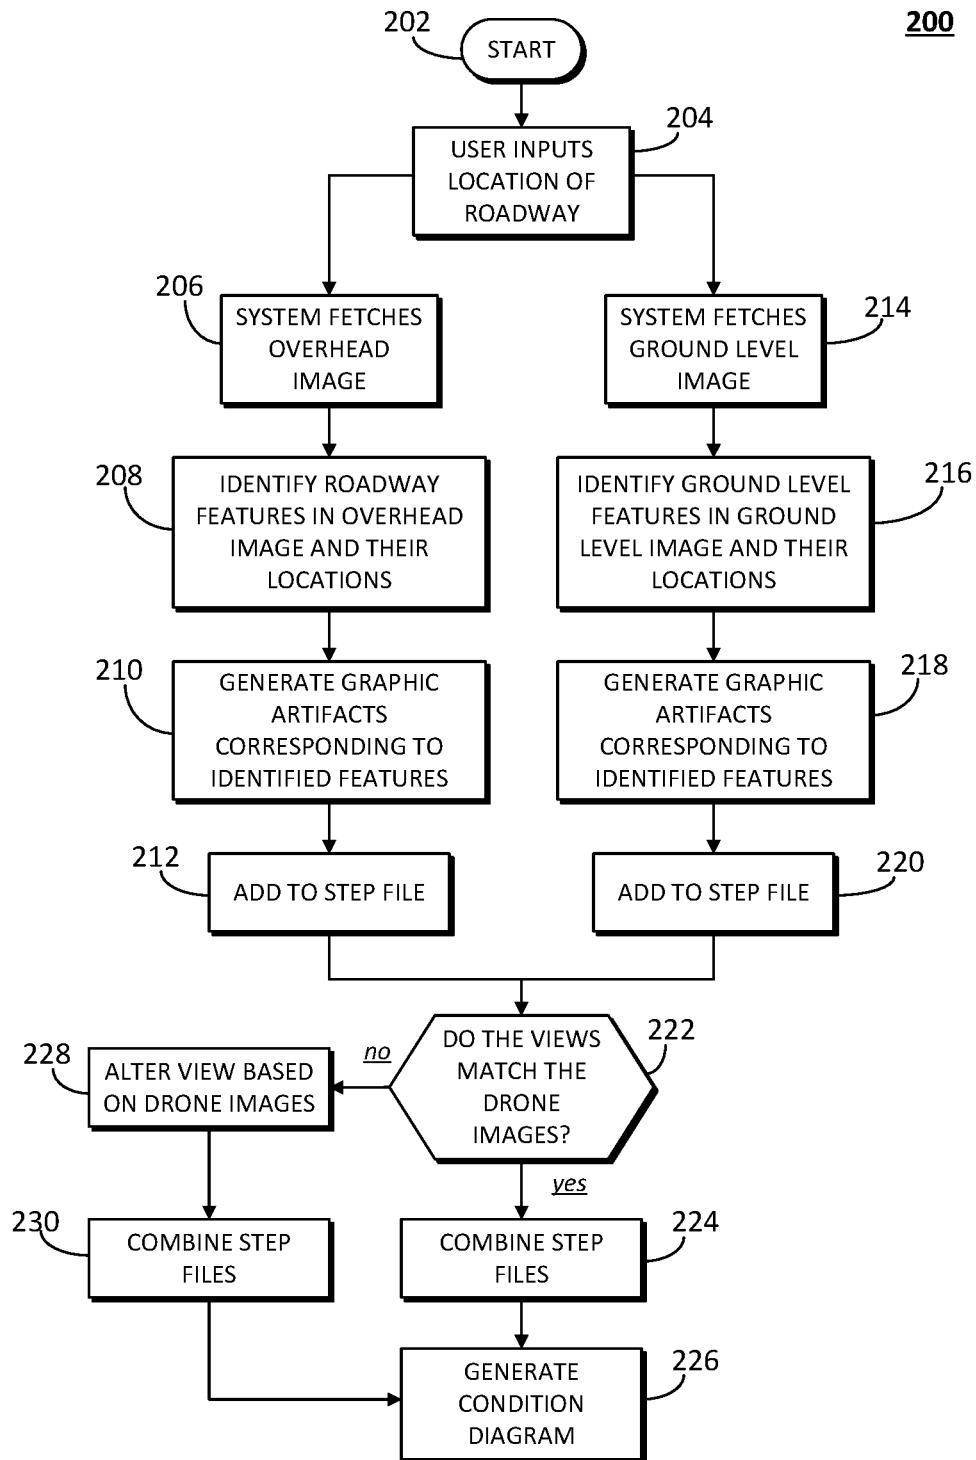 200
202
START
204
USER INPUTS
LOCATION OF
ROADWAY
206
SYSTEM FETCHES
OVERHEAD
IMAGE
214
SYSTEM FETCHES
GROUND LEVEL
IMAGE
208
IDENTIFY ROADWAY
FEATURES IN OVERHEAD
IMAGE AND THEIR
LOCATIONS
216
IDENTIFY GROUND LEVEL
FEATURES IN GROUND
LEVEL IMAGE AND THEIR
LOCATIONS
210
GENERATE GRAPHIC
ARTIFACTS
CORRESPONDING TO
IDENTIFIED FEATURES
218
GENERATE GRAPHIC
ARTIFACTS
CORRESPONDING TO
IDENTIFIED FEATURES
212
ADD TO STEP FILE
220
ADD TO STEP FILE
222
DO THE VIEWS
MATCH THE
DRONE
IMAGES?
no
228
ALTER VIEW BASED
ON DRONE IMAGES
yes
230
COMBINE STEP
FILES
224
COMBINE STEP
FILES
226
GENERATE
CONDITION
DIAGRAM